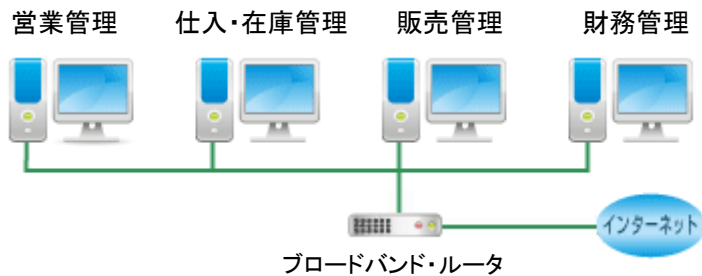 営業管理
仕入・在庫管理
販売管理
財務管理
インターネット
ブロードバンド・ルータ